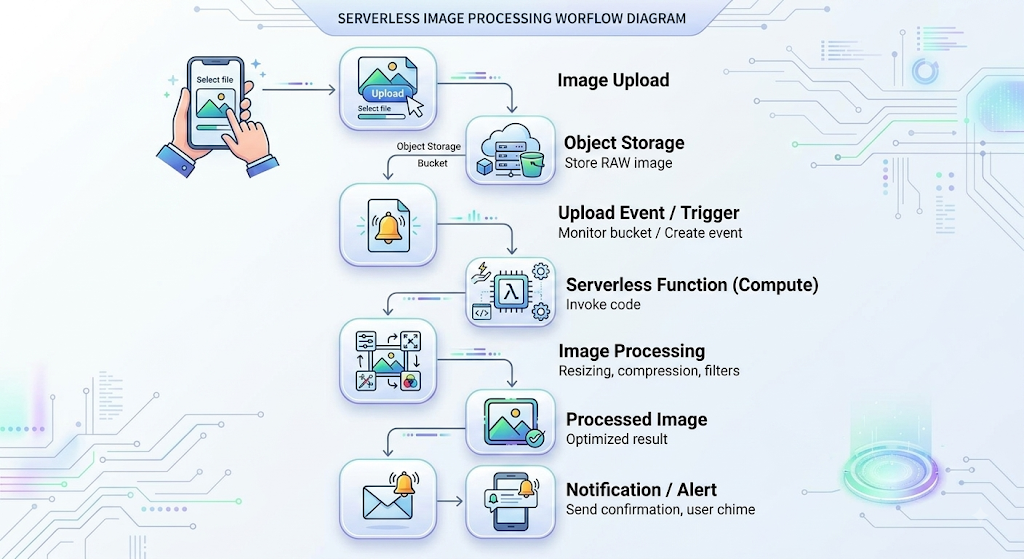 SERVERLESS IMAGE PROCESSING WORFLOW DIAGRAM
Select file
Upload
Select file
Image Upload
Object Storage
Bucket
Object Storage
Store RAW image
Upload Event / Trigger
Monitor bucket / Create event
λ
</>
Serverless Function (Compute)
Invoke code
Image Processing
Resizing, compression, filters
Processed Image
Optimized result
Notification / Alert
Send confirmation, user chime